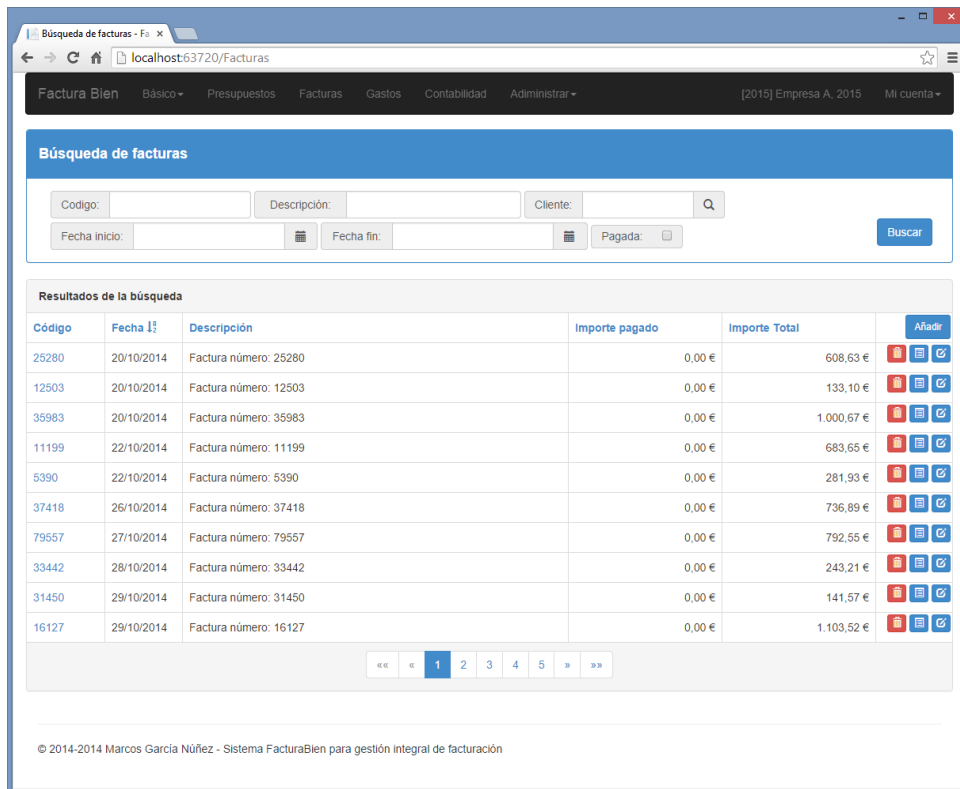 Búsqueda de facturas - Fa
localhost:63720/Facturas
Factura Bien Básico Presupuestos Facturas Gastos Contabilidad Adiministrar [2015] Empresa A, 2015 Mi cuenta
Búsqueda de facturas
Codigo: Descripción: Cliente:
Fecha inicio: Fecha fin: Pagada: Buscar
Resultados de la búsqueda
Código Fecha Descripción Importe pagado Importe Total Añadir
25280 20/10/2014 Factura número: 25280 0,00 € 608,63 €
12503 20/10/2014 Factura número: 12503 0,00 € 133,10 €
35983 20/10/2014 Factura número: 35983 0,00 € 1.000,67 €
11199 22/10/2014 Factura número: 11199 0,00 € 683,65 €
5390 22/10/2014 Factura número: 5390 0,00 € 281,93 €
37418 26/10/2014 Factura número: 37418 0,00 € 736,89 €
79557 27/10/2014 Factura número: 79557 0,00 € 792,55 €
33442 28/10/2014 Factura número: 33442 0,00 € 243,21 €
31450 29/10/2014 Factura número: 31450 0,00 € 141,57 €
16127 29/10/2014 Factura número: 16127 0,00 € 1.103,52 €
«« « 1 2 3 4 5 » »»
© 2014-2014 Marcos García Núñez - Sistema FacturaBien para gestión integral de facturación